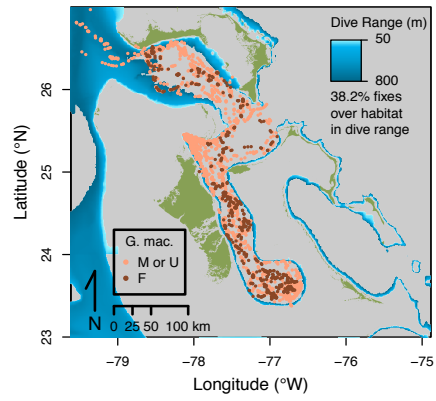 Dive Range (m)
50
800
38.2% fixes
over habitat
in dive range
Latitude (°N)
26
25
24
23
G. mac.
M or U
F
N
0 25 50 100 km
−79 −78 −77 −76 −75
Longitude (°W)